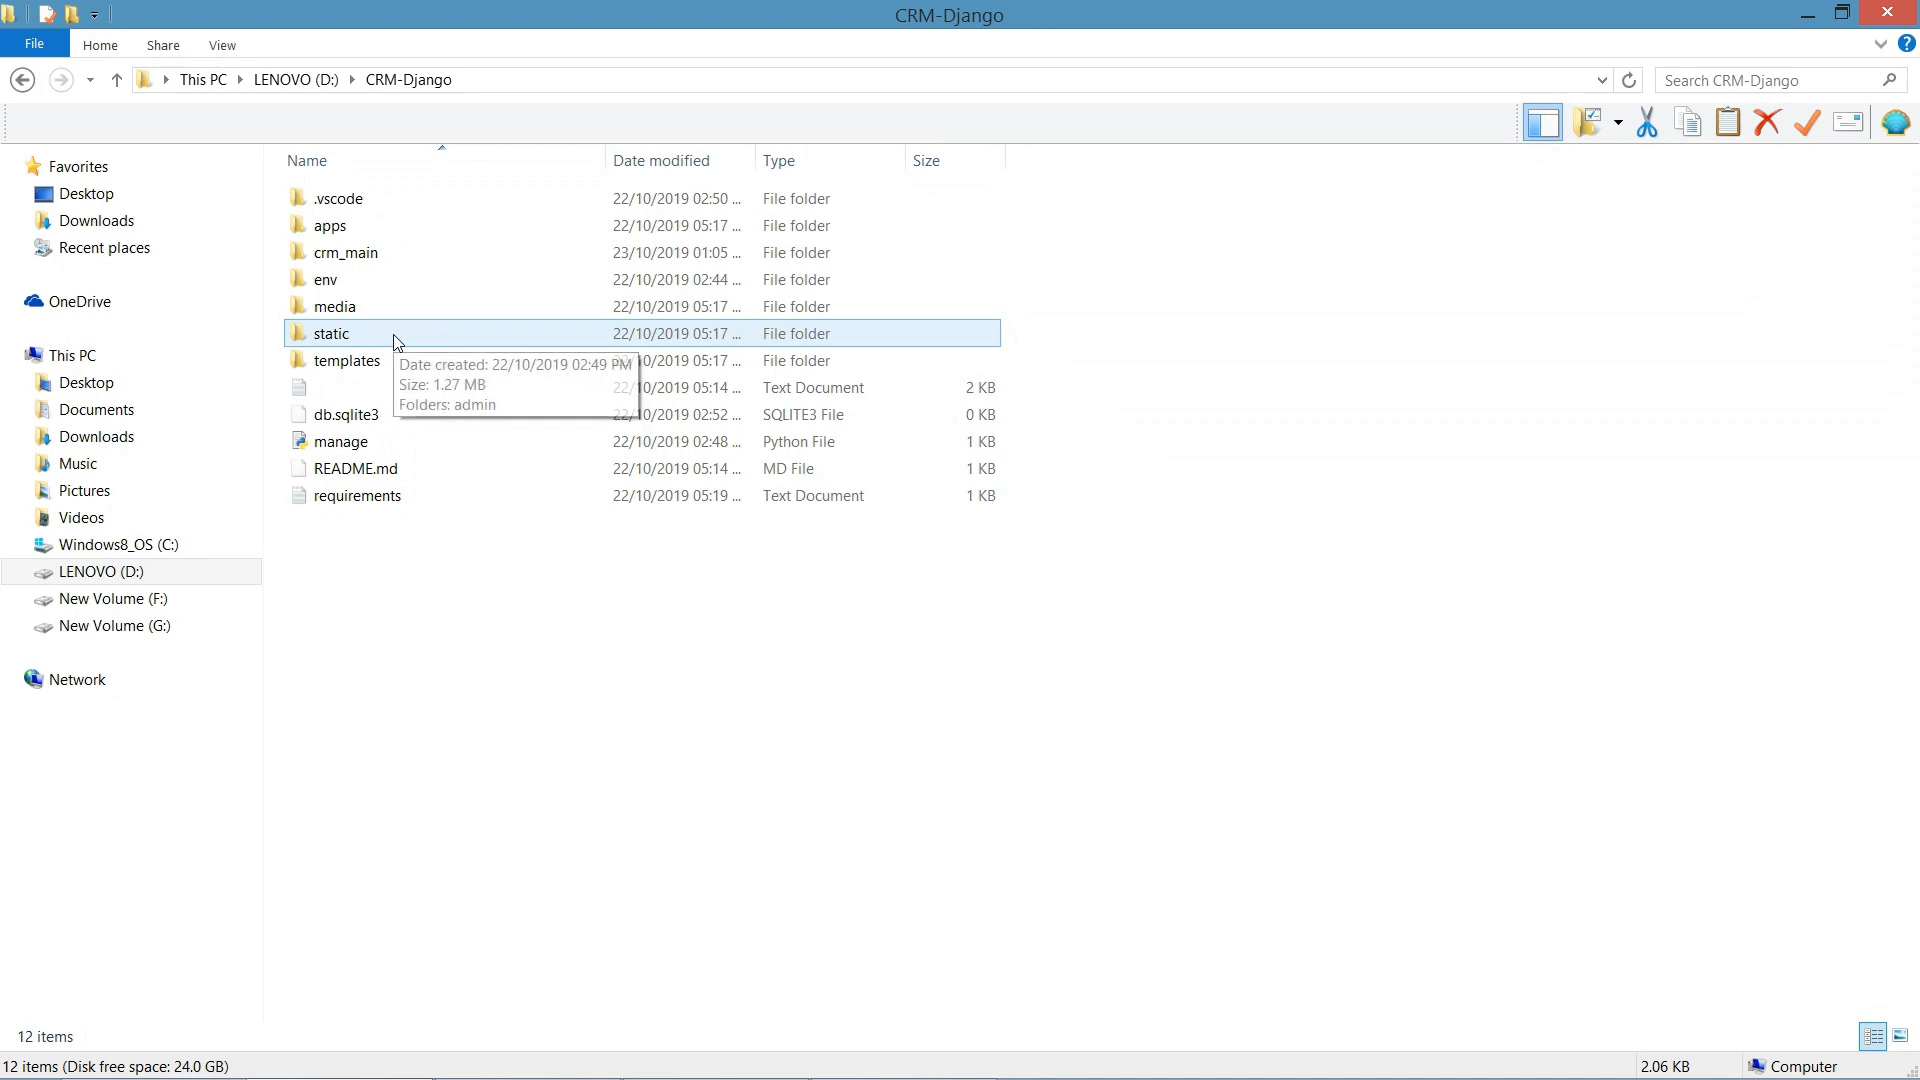 CRM-Django
File Home Share View
This PC LENOVO (D:) CRM-Django
Search CRM-Django
Favorites
Desktop
Downloads
Recent places
OneDrive
This PC
Desktop
Documents
Downloads
Music
Pictures
Videos
Windows8_OS (C:)
LENOVO (D:)
New Volume (F:)
New Volume (G:)
Network
Name Date modified Type Size
.vscode 22/10/2019 02:50 ... File folder
apps 22/10/2019 05:17 ... File folder
crm_main 23/10/2019 01:05 ... File folder
env 22/10/2019 02:44 ... File folder
media 22/10/2019 05:17 ... File folder
static 22/10/2019 05:17 ... File folder
templates 22/10/2019 05:17 ... File folder
22/10/2019 05:14 ... Text Document 2 KB
db.sqlite3 22/10/2019 02:52 ... SQLITE3 File 0 KB
manage 22/10/2019 02:48 ... Python File 1 KB
README.md 22/10/2019 05:14 ... MD File 1 KB
requirements 22/10/2019 05:19 ... Text Document 1 KB
Date created: 22/10/2019 02:49 PM
Size: 1.27 MB
Folders: admin
12 items
12 items (Disk free space: 24.0 GB) 2.06 KB Computer